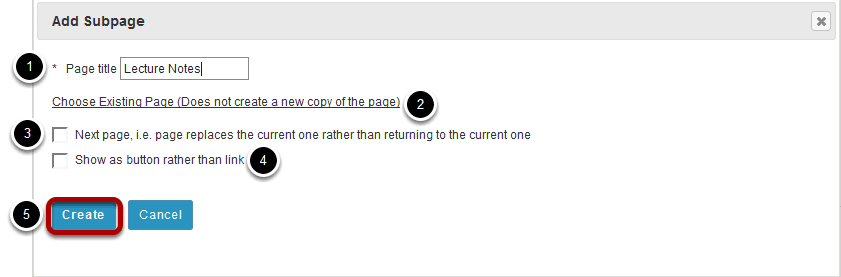 Add Subpage
1 * Page title Lecture Notes
Choose Existing Page (Does not create a new copy of the page) 2
3 Next page, i.e. page replaces the current one rather than returning to the current one
Show as button rather than link 4
5 Create Cancel